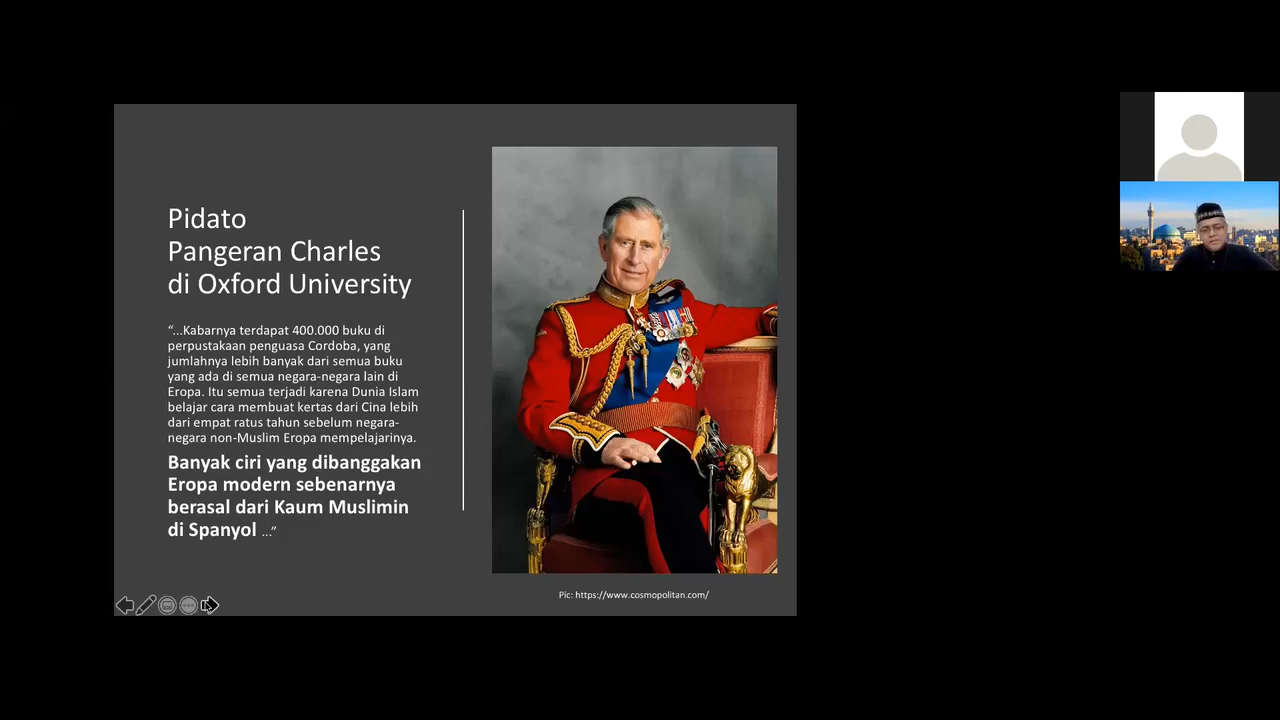 Pidato
Pangeran Charles
di Oxford University
“...Kabarnya terdapat 400.000 buku di
perpustakaan penguasa Cordoba, yang
jumlahnya lebih banyak dari semua buku
yang ada di semua negara-negara lain di
Eropa. Itu semua terjadi karena Dunia Islam
belajar cara membuat kertas dari Cina lebih
dari empat ratus tahun sebelum negara-
negara non-Muslim Eropa mempelajarinya.
Banyak ciri yang dibanggakan
Eropa modern sebenarnya
berasal dari Kaum Muslimin
di Spanyol ...”
Pic: https://www.cosmopolitan.com/